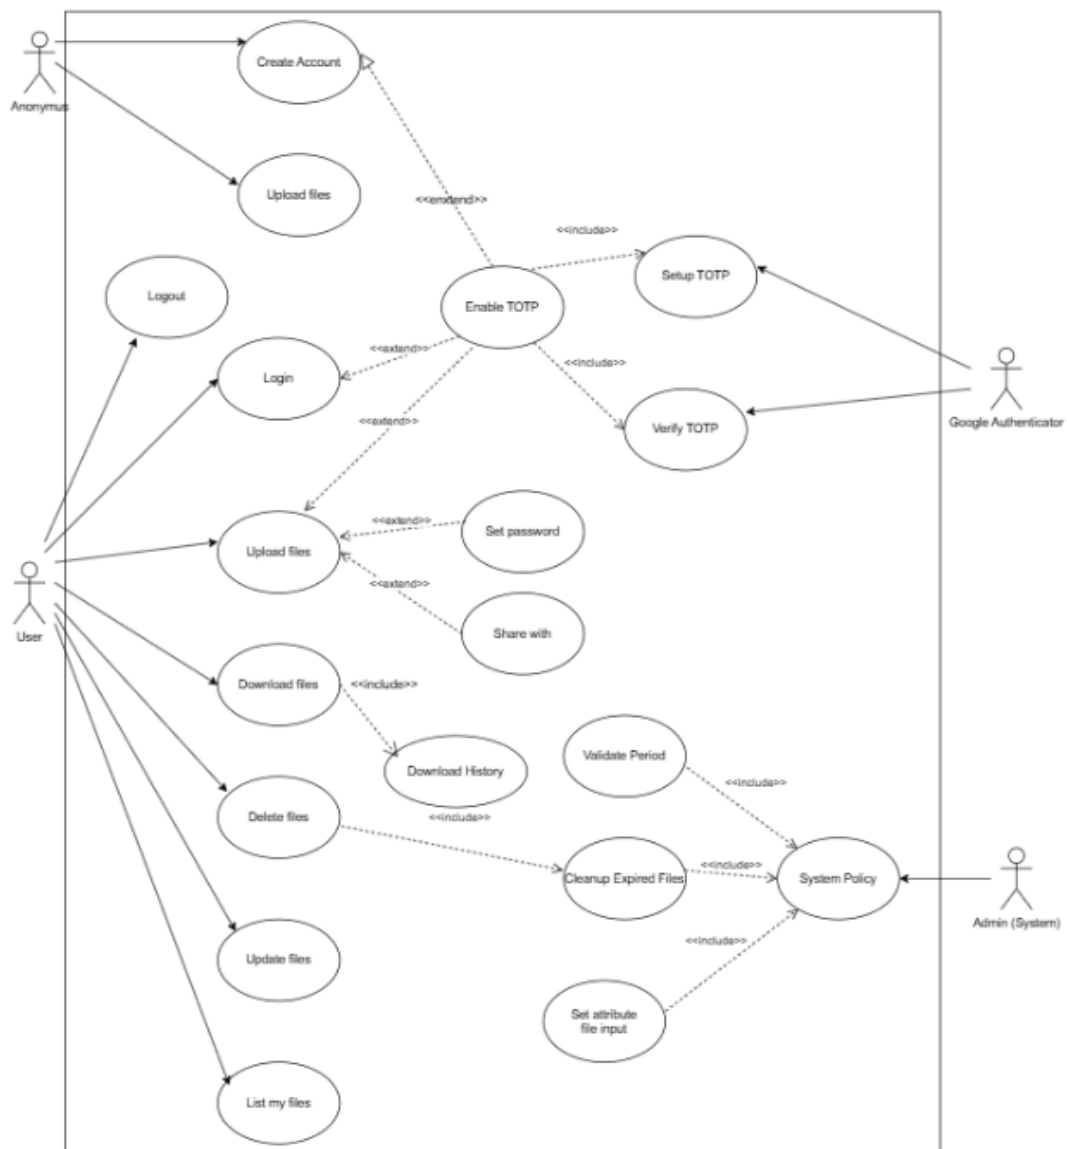 Create Account
Anonymus
Upload files
<<enxtend>>
<<include>>
Setup TOTP
Logout
Enable TOTP
<<extend>>
<<include>>
Login
Google Authenticator
<<extend>>
Verify TOTP
<<extend>>
Set password
Upload files
<<extend>>
User
Share with
Download files
<<include>>
Validate Period
Download History
<<include>>
<<include>>
Delete files
<<include>>
Cleanup Expired Files
System Policy
Admin (System)
<<include>>
Update files
Set attribute
file input
List my files